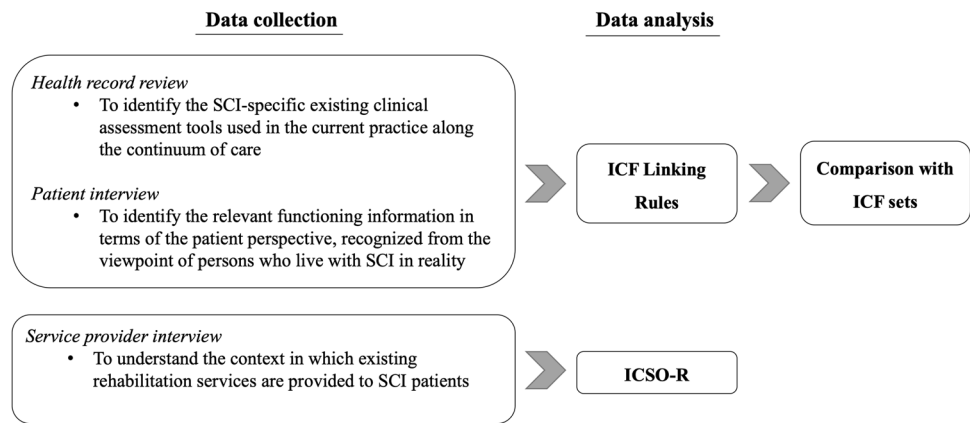 Data collection
Data analysis
Health record review
• To identify the SCI-specific existing clinical
assessment tools used in the current practice along
the continuum of care
Patient interview
• To identify the relevant functioning information in
terms of the patient perspective, recognized from the
viewpoint of persons who live with SCI in reality
ICF Linking
Rules
Comparison with
ICF sets
Service provider interview
• To understand the context in which existing
rehabilitation services are provided to SCI patients
ICSO-R